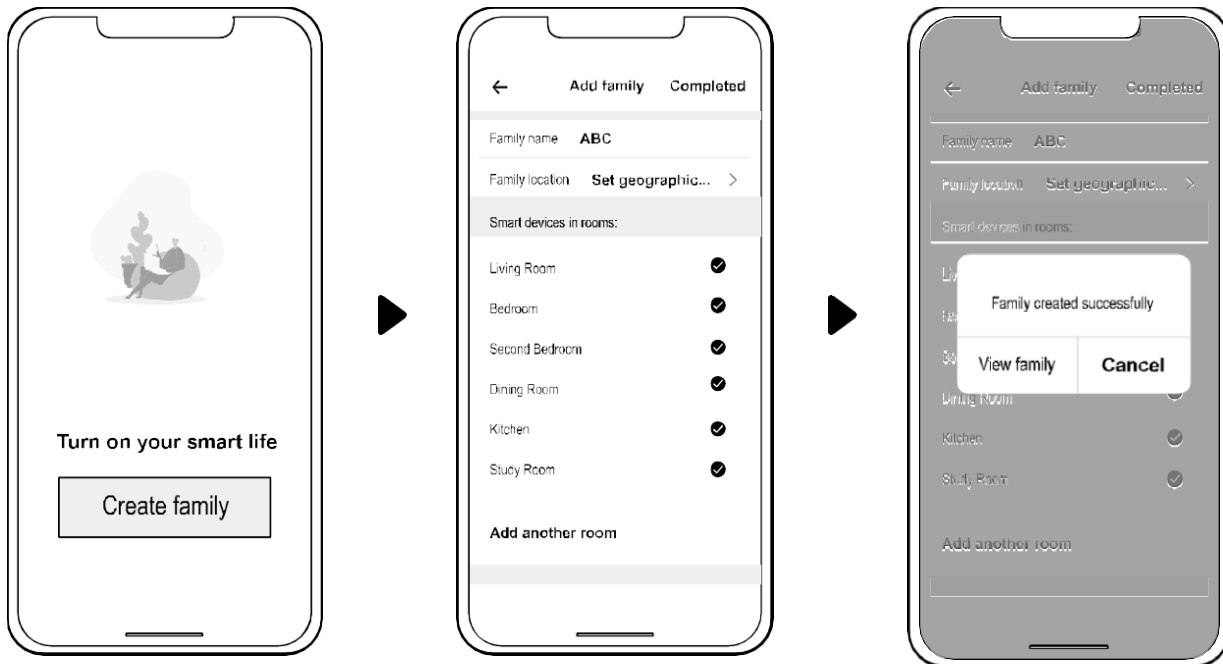 Turn on your smart life
Create family
Add family Completed
Family name ABC
Family location Set geographic...
Smart devices in rooms:
Living Room
Bedroom
Second Bedroom
Dining Room
Kitchen
Study Room
Add another room
Add family Completed
Family name ABC
Family location Set geographic...
Smart devices in rooms:
Family created successfully
View family Cancel
Dining Room
Kitchen
Study Room
Add another room